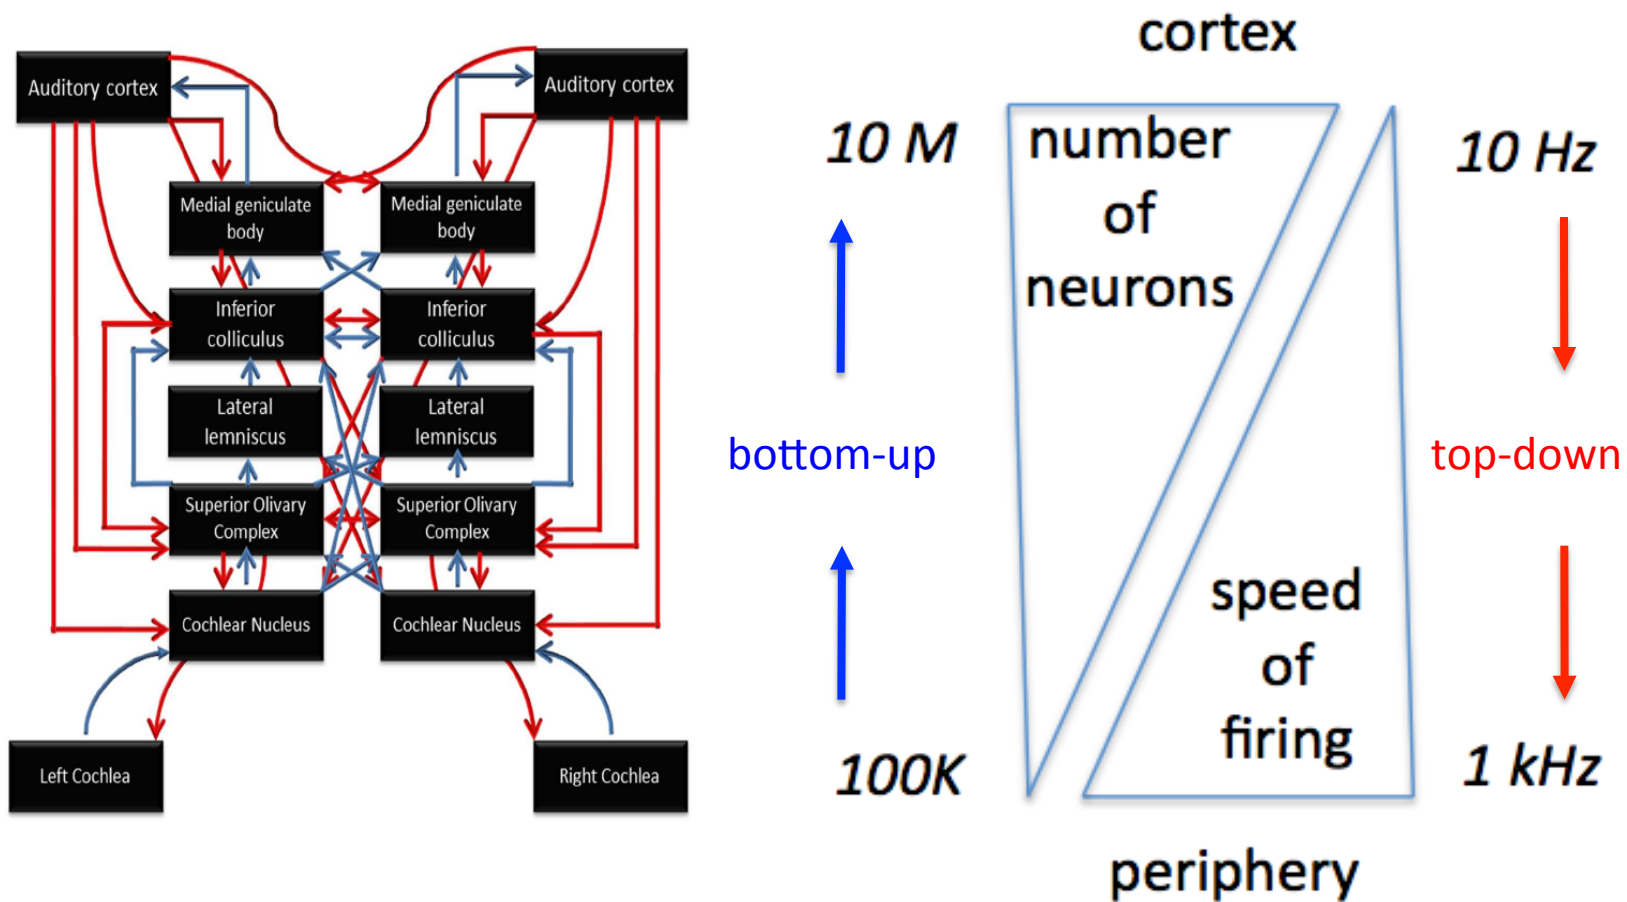 Auditory cortex
Auditory cortex
Medial geniculate
body
Medial geniculate
body
Inferior
colliculus
Inferior
colliculus
Lateral
lemniscus
Lateral
lemniscus
Superior Olivary
Complex
Superior Olivary
Complex
Cochlear Nucleus
Cochlear Nucleus
Left Cochlea
Right Cochlea
cortex
10 M
number
of
neurons
10 Hz
bottom-up
top-down
speed
of
firing
100K
1 kHz
periphery